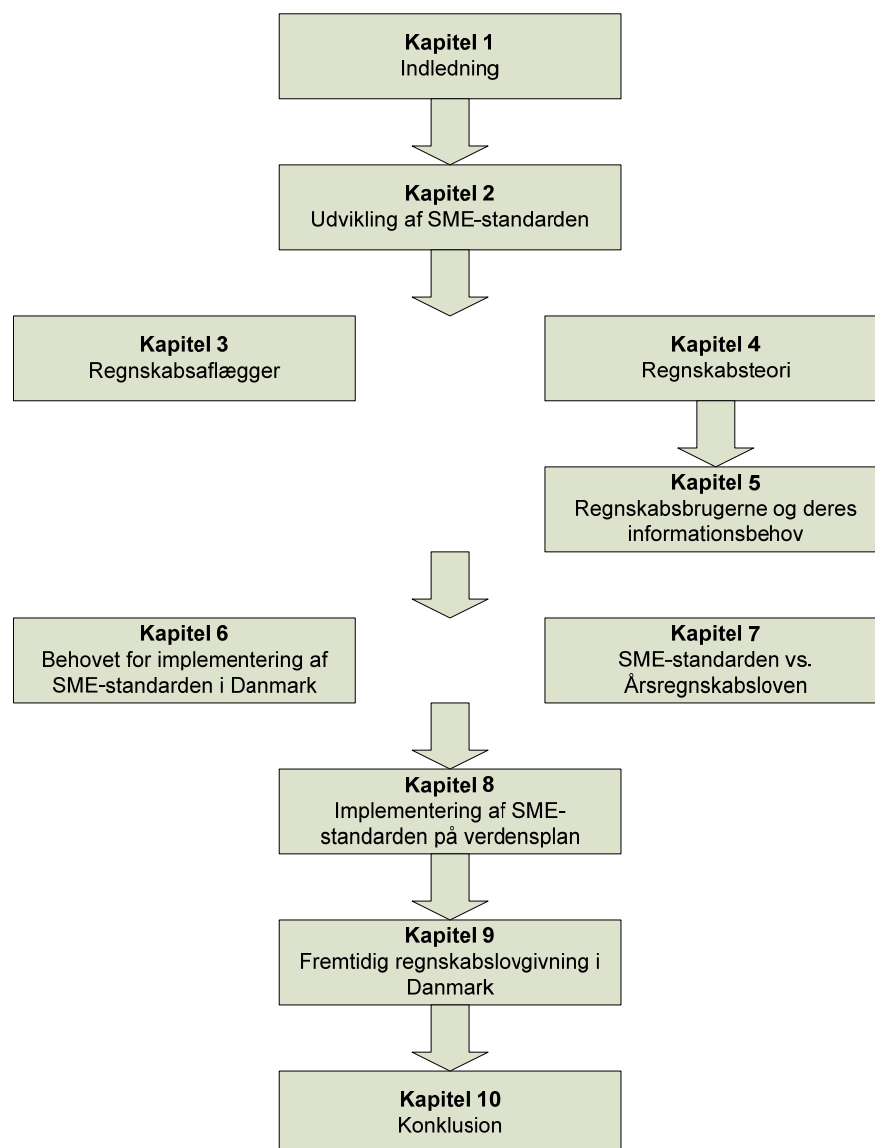 Kapitel 1
Indledning
Kapitel 2
Udvikling af SME-standarden
Kapitel 3
Regnskabsaflægger
Kapitel 4
Regnskabsteori
Kapitel 5
Regnskabsbrugerne og deres
informationsbehov
Kapitel 6
Behovet for implementering af
SME-standarden i Danmark
Kapitel 7
SME-standarden vs.
Årsregnskabsloven
Kapitel 8
Implementering af SME-
standarden på verdensplan
Kapitel 9
Fremtidig regnskabslovgivning i
Danmark
Kapitel 10
Konklusion